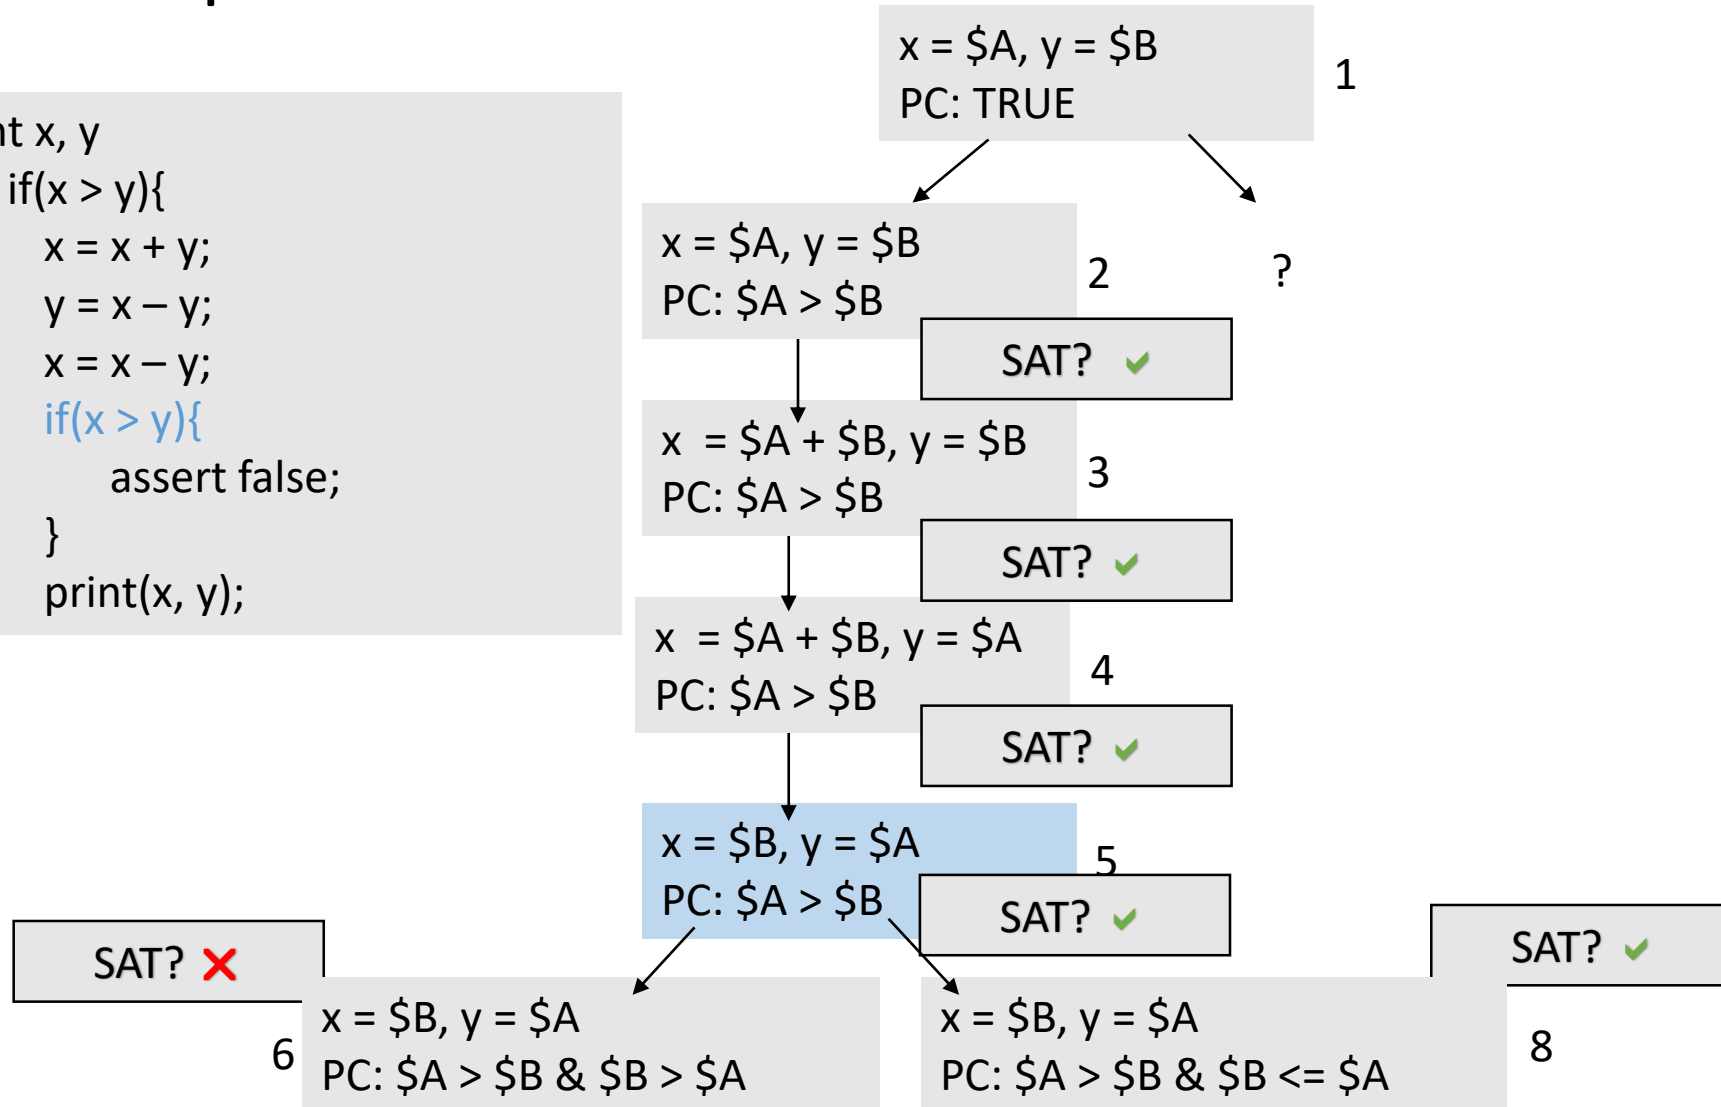 x = $A, y = $B
PC: TRUE
1
nt x, y
if(x > y){
x = x + y;
y = x – y;
x = x – y;
if(x > y){
assert false;
}
print(x, y);
x = $A, y = $B
PC: $A > $B
2
?
SAT?
x = $A + $B, y = $B
PC: $A > $B
3
SAT?
x = $A + $B, y = $A
PC: $A > $B
4
SAT?
x = $B, y = $A
PC: $A > $B
5
SAT?
SAT?
SAT?
6
x = $B, y = $A
PC: $A > $B & $B > $A
x = $B, y = $A
PC: $A > $B & $B <= $A
8